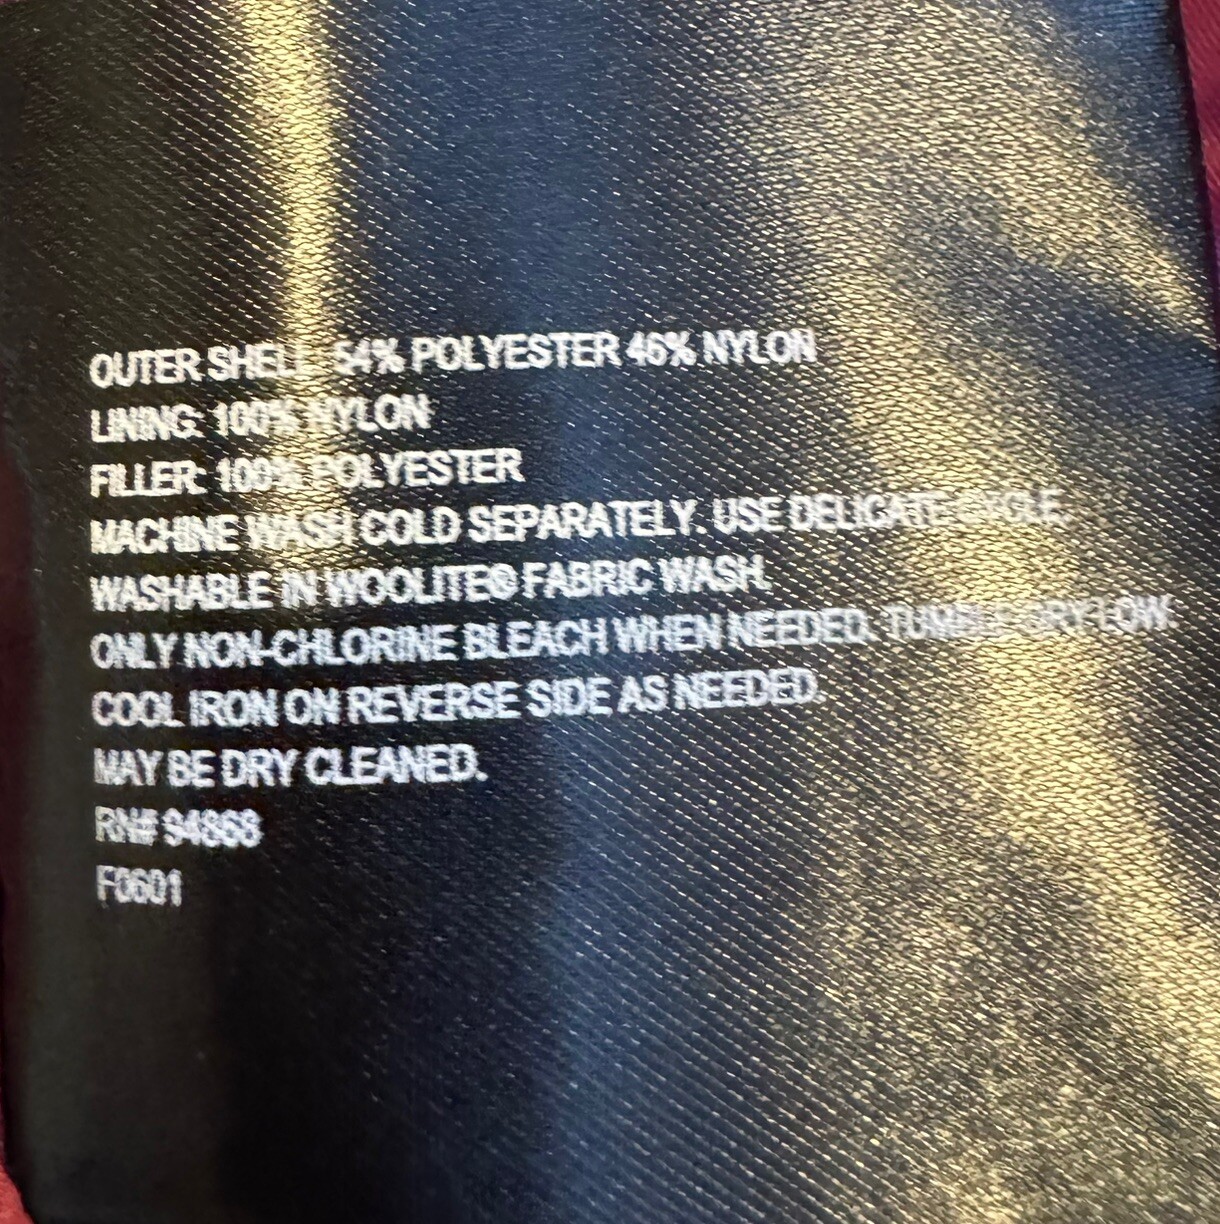 OUTER SHELL: 54% POLYESTER 46% NYLON
LINING: 100% NYLON
FILLER: 100% POLYESTER
MACHINE WASH COLD SEPARATELY. USE DELICATE CYCLE.
WASHABLE IN WOOLITE® FABRIC WASH.
ONLY NON-CHLORINE BLEACH WHEN NEEDED. TUMBLE DRY LOW.
COOL IRON ON REVERSE SIDE AS NEEDED.
MAY BE DRY CLEANED.
RN# 94868
F0601